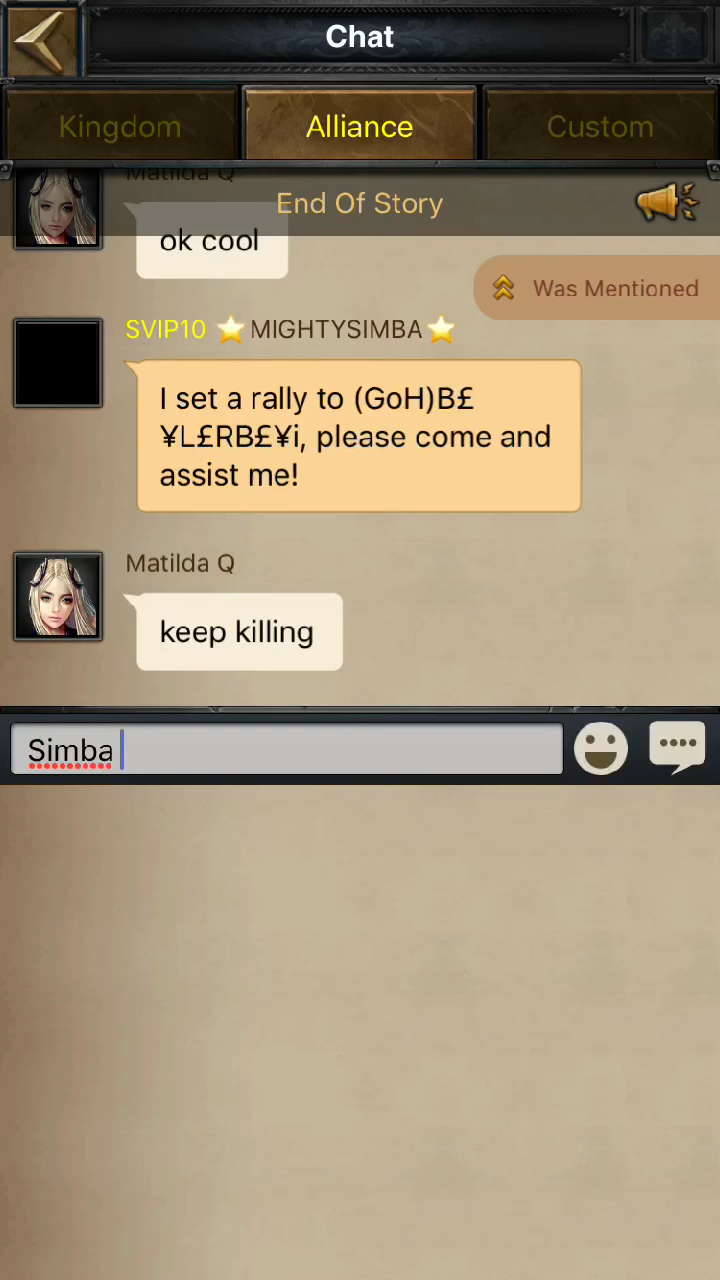 Chat
Kingdom
Alliance
Custom
Matilda Q
End Of Story
ok cool
Was Mentioned
SVIP10 ⭐MIGHTYSIMBA⭐
I set a rally to (GoH)B£
¥L£RB£¥i, please come and
assist me!
Matilda Q
keep killing
Simba